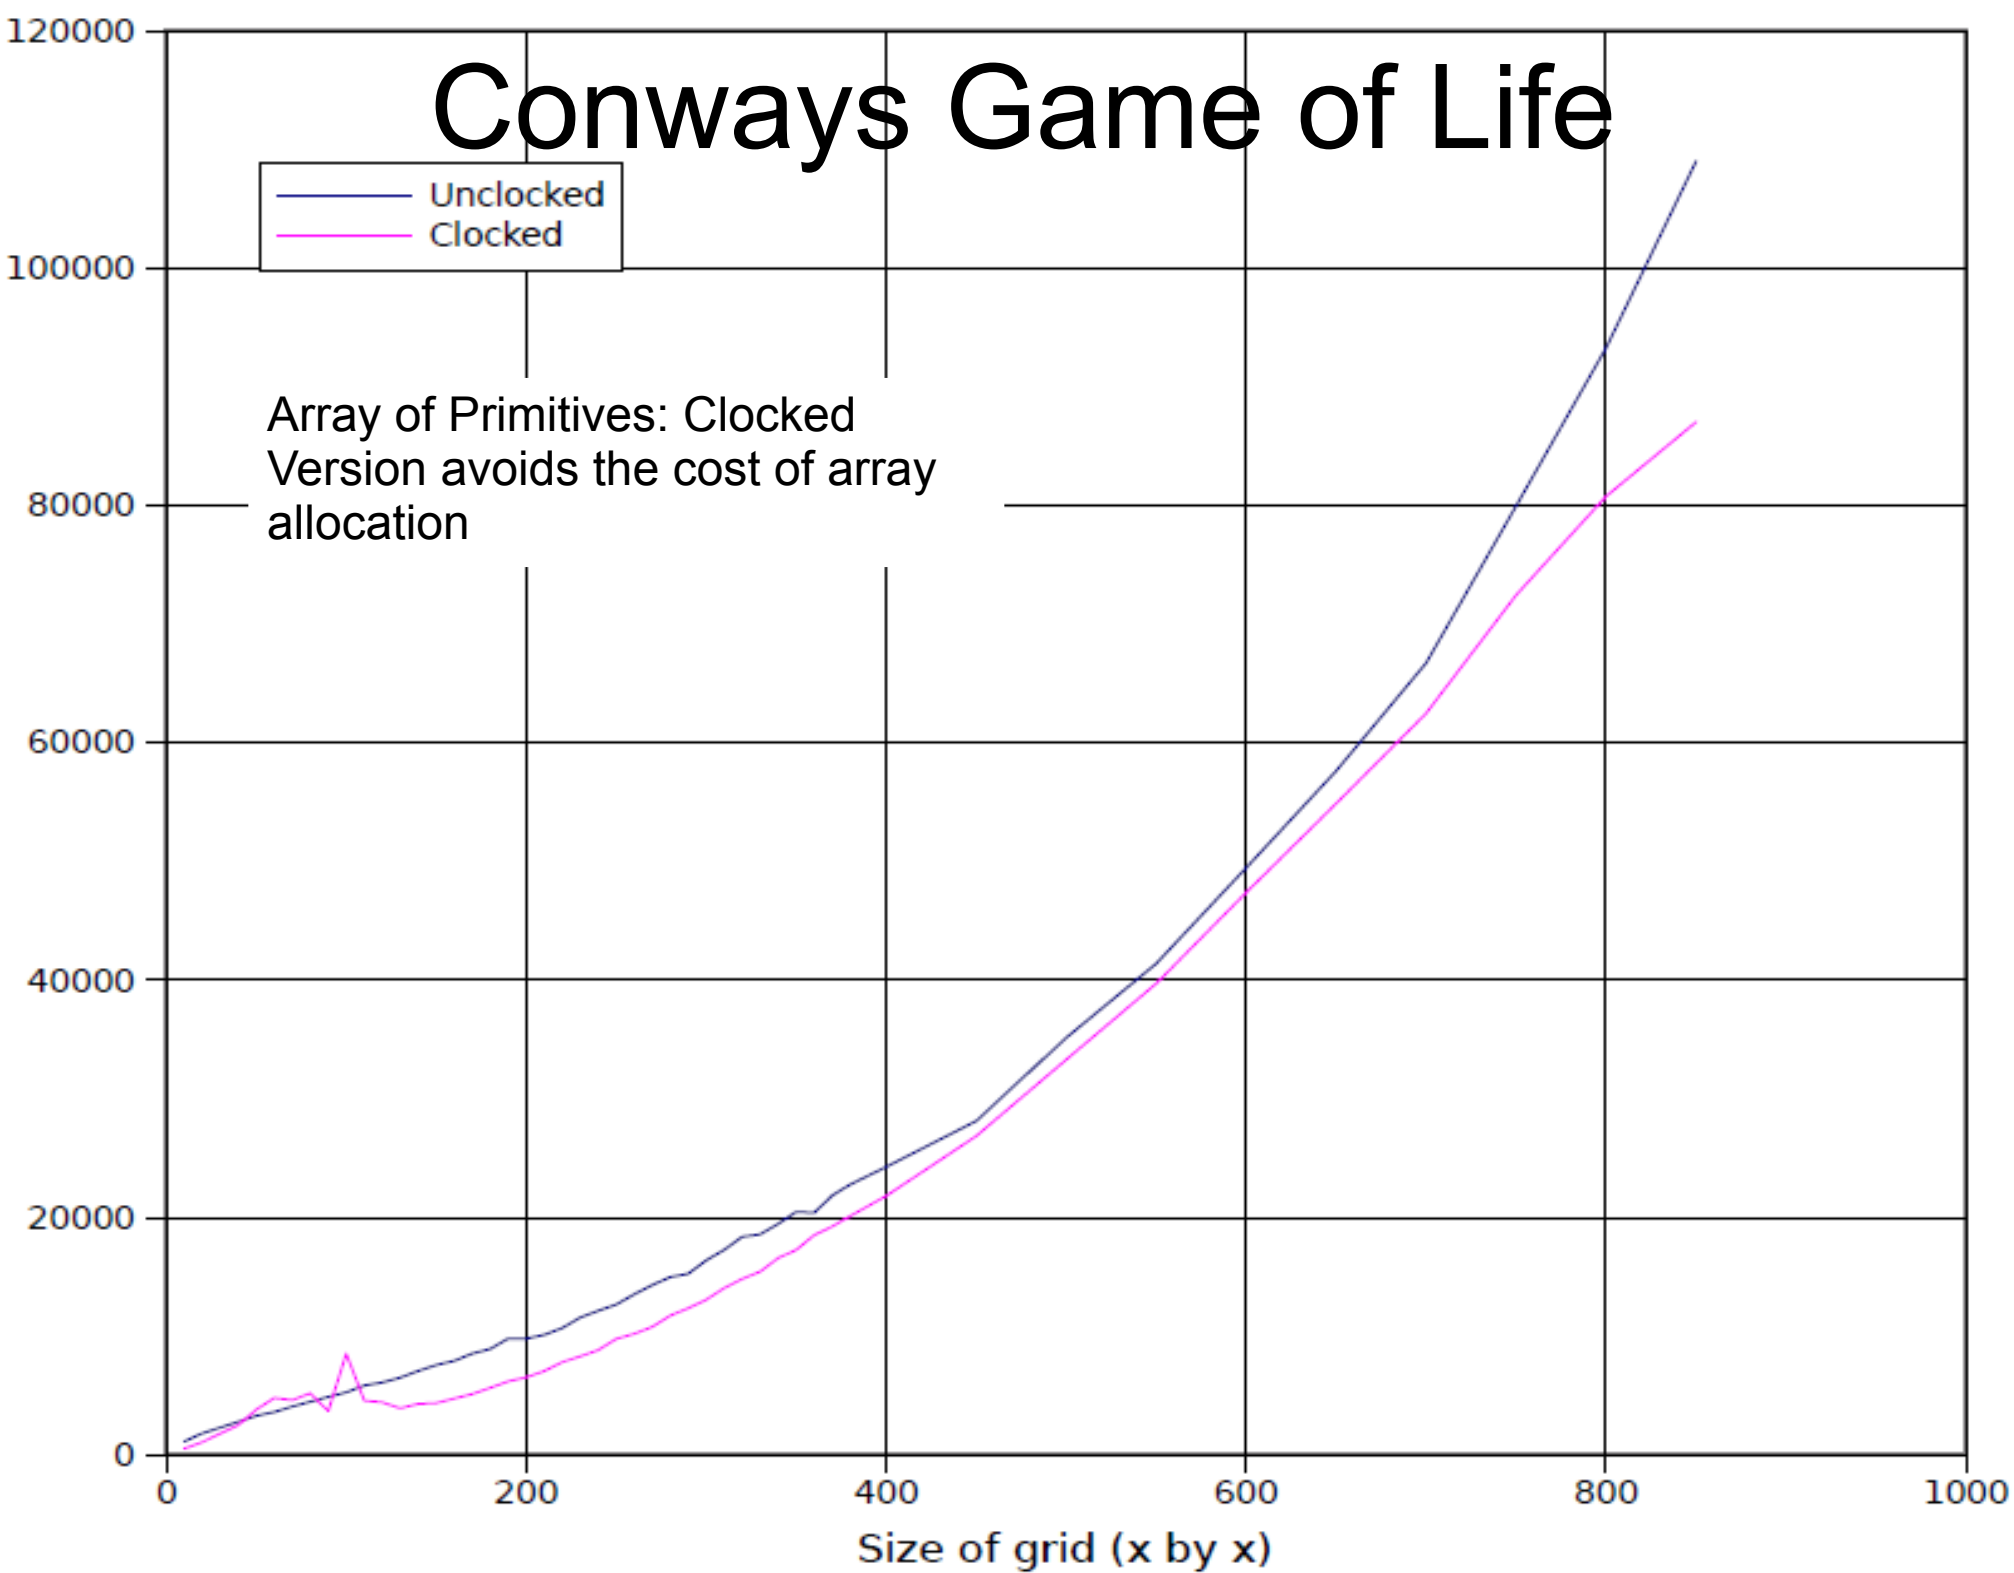 120000
Conways Game of Life
Unclocked
Clocked
100000
Array of Primitives: Clocked
Version avoids the cost of array
allocation
80000
60000
40000
20000
0
0 200 400 600 800 1000
Size of grid (x by x)